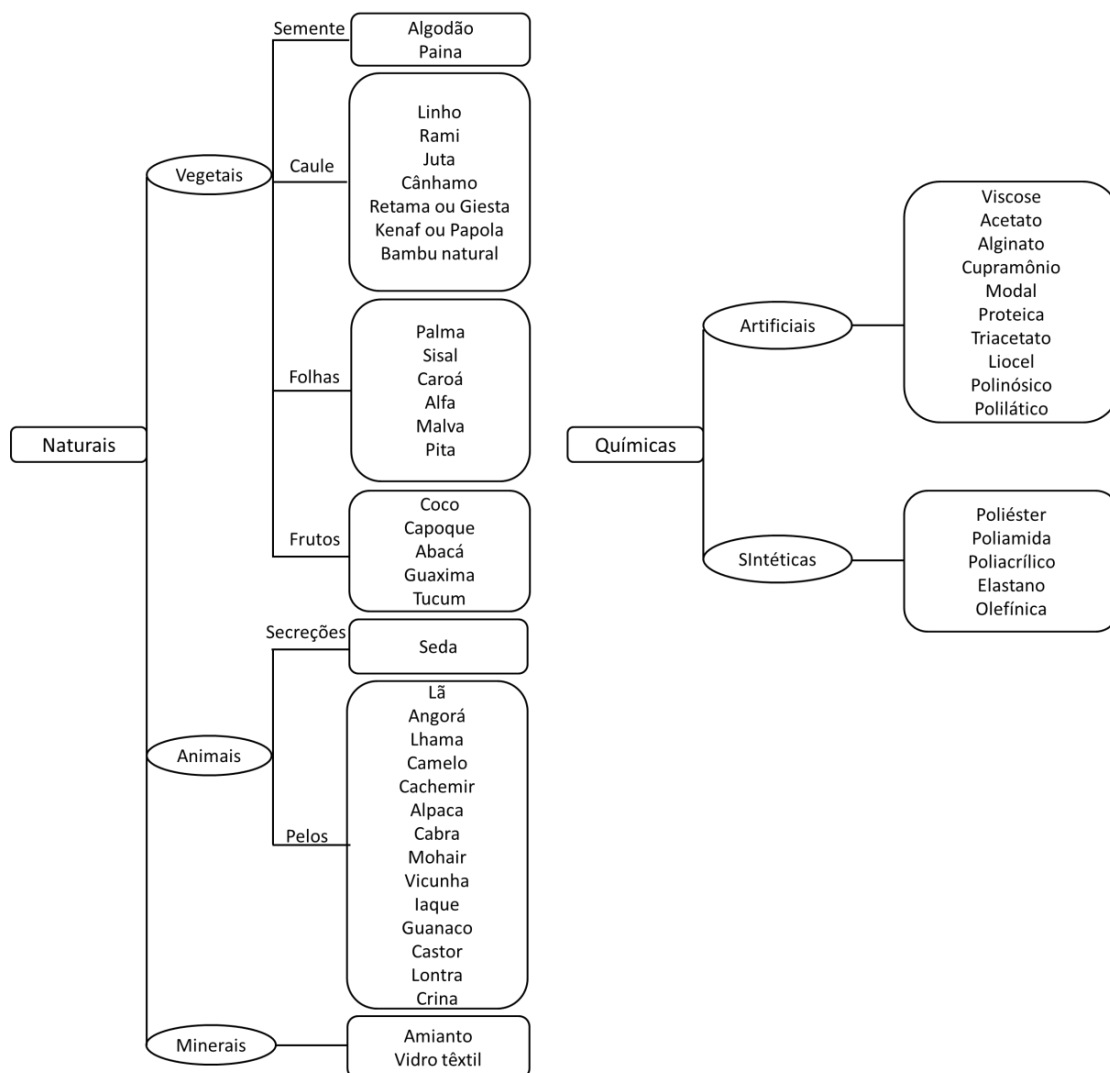 Naturais
Vegetais
Semente
Algodão
Paina
Caule
Linho
Rami
Juta
Cânhamo
Retama ou Giesta
Kenaf ou Papola
Bambu natural
Folhas
Palma
Sisal
Caroá
Alfa
Malva
Pita
Frutos
Coco
Capoque
Abacá
Guaxima
Tucum
Animais
Secreções
Seda
Pelos
Lã
Angorá
Lhama
Camelo
Cachemir
Alpaca
Cabra
Mohair
Vicunha
Iaque
Guanaco
Castor
Lontra
Crina
Minerais
Amianto
Vidro têxtil
Químicas
Artificiais
Viscose
Acetato
Alginato
Cupramônio
Modal
Proteica
Triacetato
Liocel
Polinósico
Polilático
SIntéticas
Poliéster
Poliamida
Poliacrílico
Elastano
Olefínica